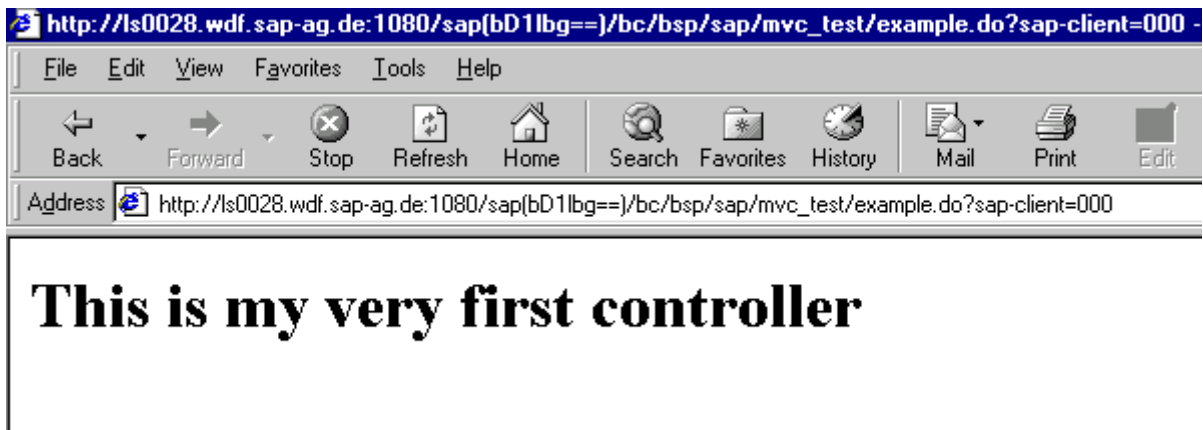 http://ls0028.wdf.sap-ag.de:1080/sap(bD1lbg==)/bc/bsp/sap/mvc_test/example.do?sap-client=000 -
File Edit View Favorites Tools Help
Back Forward Stop Refresh Home Search Favorites History Mail Print Edit
Address http://ls0028.wdf.sap-ag.de:1080/sap(bD1lbg==)/bc/bsp/sap/mvc_test/example.do?sap-client=000
This is my very first controller